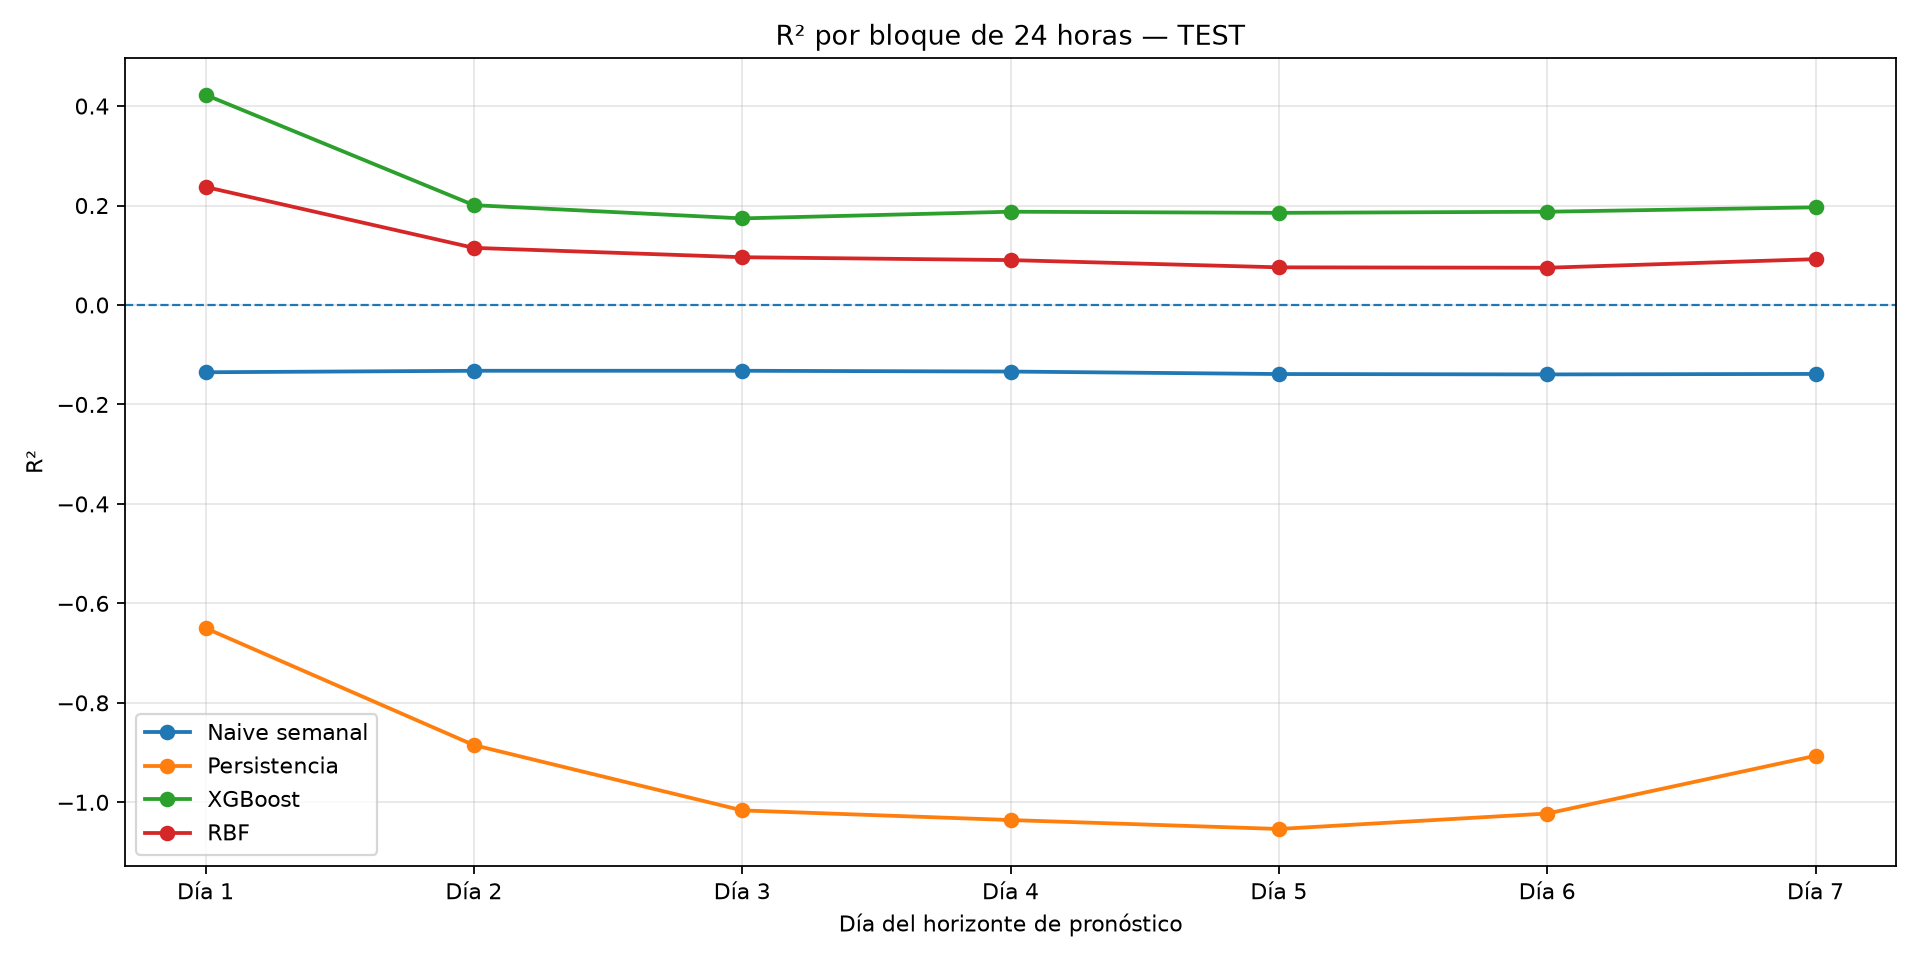 R² por bloque de 24 horas — TEST
R²
0.4
0.2
0.0
−0.2
−0.4
−0.6
−0.8
−1.0
Naive semanal
Persistencia
XGBoost
RBF
Día 1 Día 2 Día 3 Día 4 Día 5 Día 6 Día 7
Día del horizonte de pronóstico